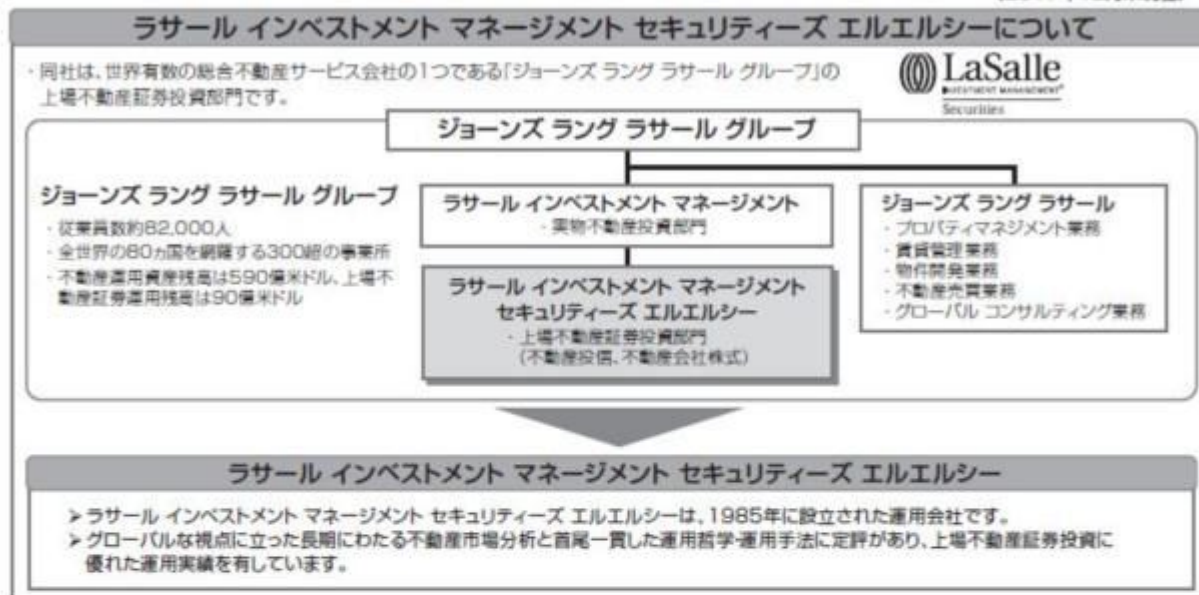 ラサール インベストメント マネージメント セキュリティーズ エルエルシーについて
・同社は、世界有数の総合不動産サービス会社の1つである「ジョーンズ ラング ラサール グループ」の
上場不動産証券投資部門です。
LaSalle
INVESTMENT MANAGEMENT®
Securities
ジョーンズ ラング ラサール グループ
ジョーンズ ラング ラサール グループ
・従業員数約82,000人
・全世界の80ヵ国を網羅する300超の事業所
・不動産運用資産残高は590億米ドル、上場不
動産証券運用残高は90億米ドル
ラサール インベストメント マネージメント
・実物不動産投資部門
ラサール インベストメント マネージメント
セキュリティーズ エルエルシー
・上場不動産証券投資部門
(不動産投信、不動産会社株式)
ジョーンズ ラング ラサール
・プロパティマネジメント業務
・賃貸管理業務
・物件開発業務
・不動産売買業務
・グローバル コンサルティング業務
ラサール インベストメント マネージメント セキュリティーズ エルエルシー
➢ラサール インベストメント マネージメント セキュリティーズ エルエルシーは、1985年に設立された運用会社です。
➢グローバルな視点に立った長期にわたる不動産市場分析と首尾一貫した運用哲学・運用手法に定評があり、上場不動産証券投資に
優れた運用実績を有しています。